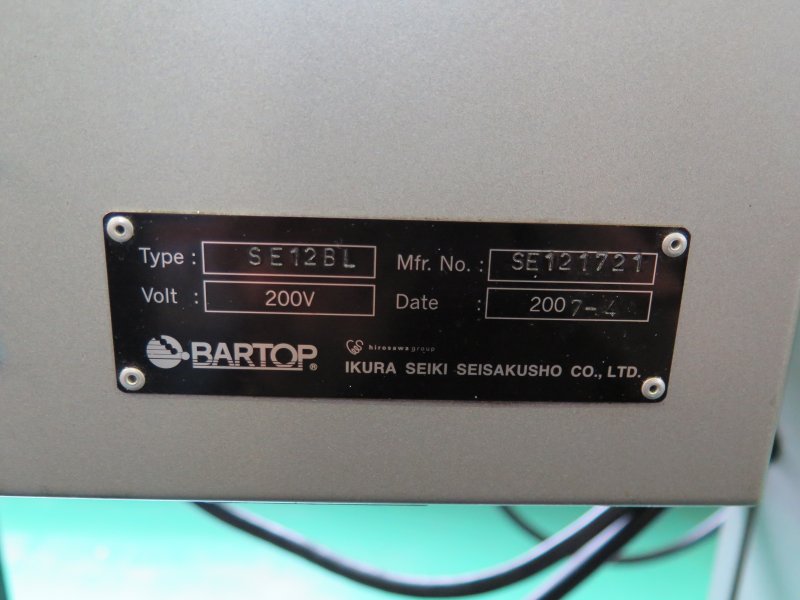 Type : SE12BL Mfr. No. : SE121721
Volt : 200V Date : 2007-4
BARTOP ® hirosawa group
IKURA SEIKI SEISAKUSHO CO., LTD.